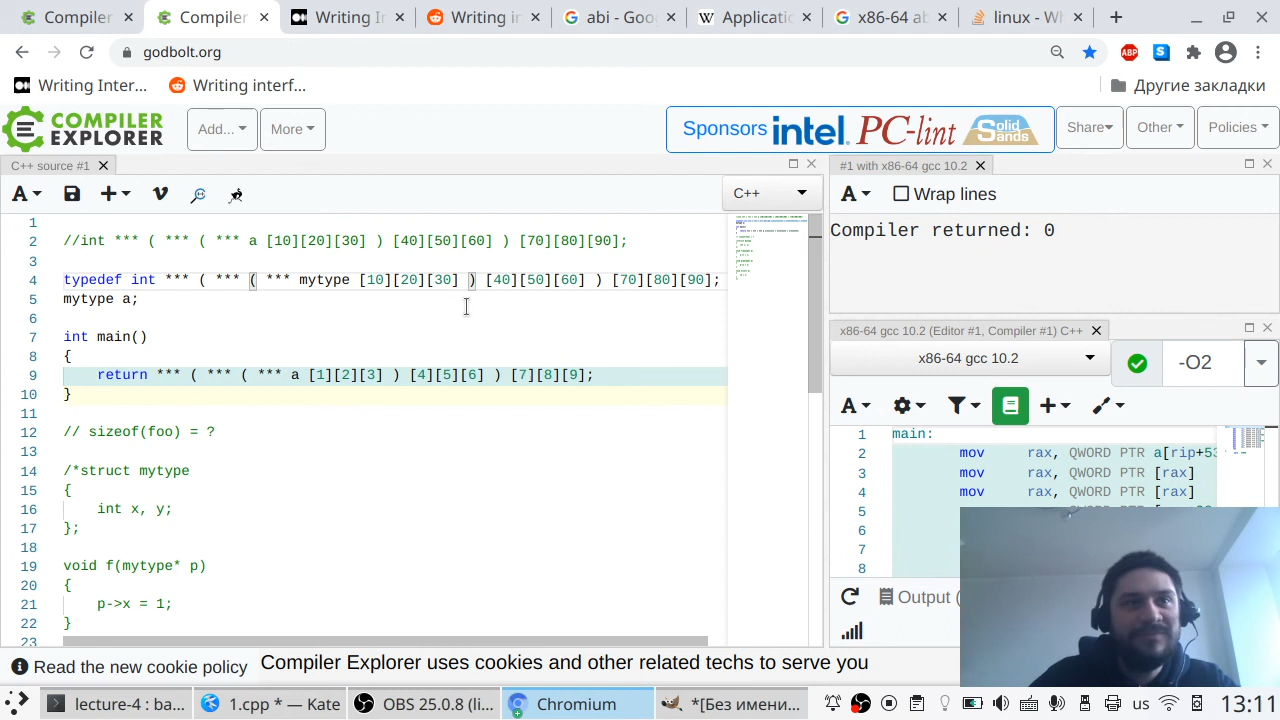 Compiler
Compiler
Writing Ir
Writing in
abi - Goo
Applicatio
x86-64 ab
linux - Wh
godbolt.org
ABP
S
Writing Inter...
Writing interf...
Другие закладки
COMPILER
EXPLORER
Add...
More
Sponsors intel. PC-lint Solid Sands
Share
Other
Policies
C++ source #1
A
C++
1
2 //int *** ( *** ( *** a [10][20][30] ) [40][50][60] ) [70][80][90];
3
4 typedef int *** ( *** ( *** mytype [10][20][30] ) [40][50][60] ) [70][80][90];
5 mytype a;
6
7 int main()
8 {
9 return *** ( *** ( *** a [1][2][3] ) [4][5][6] ) [7][8][9];
10 }
11
12 // sizeof(foo) = ?
13
14 /*struct mytype
15 {
16 int x, y;
17 };
18
19 void f(mytype* p)
20 {
21 p->x = 1;
22 }
23
#1 with x86-64 gcc 10.2
A
Wrap lines
Compiler returned: 0
x86-64 gcc 10.2 (Editor #1, Compiler #1) C++
x86-64 gcc 10.2
-O2
A
1 main:
2 mov rax, QWORD PTR a[rip+53
3 mov rax, QWORD PTR [rax]
4 mov rax, QWORD PTR [rax]
5
6
7
8
Output (
Read the new cookie policy
Compiler Explorer uses cookies and other related techs to serve you
lecture-4 : ba...
1.cpp * — Kate
OBS 25.0.8 (li...
Chromium
*[Без имени...
us
13:11